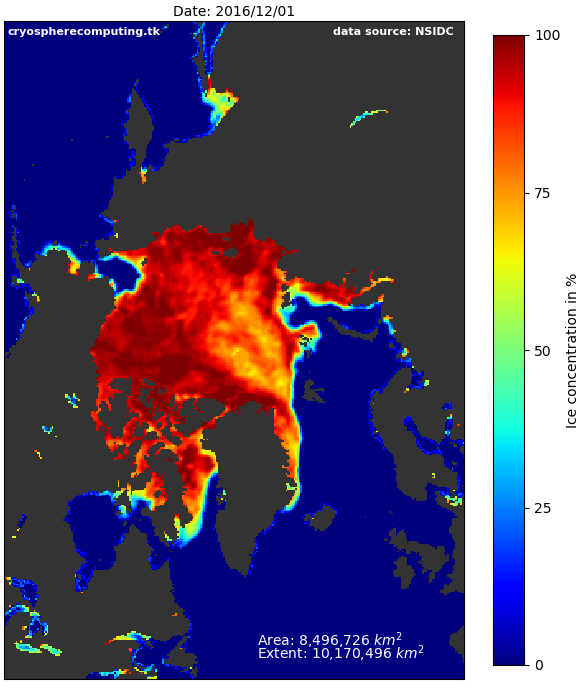 Date: 2016/12/01
cryospherecomputing.tk
data source: NSIDC
100
75
50
25
0
Ice concentration in %
Area: 8,496,726 km²
Extent: 10,170,496 km²